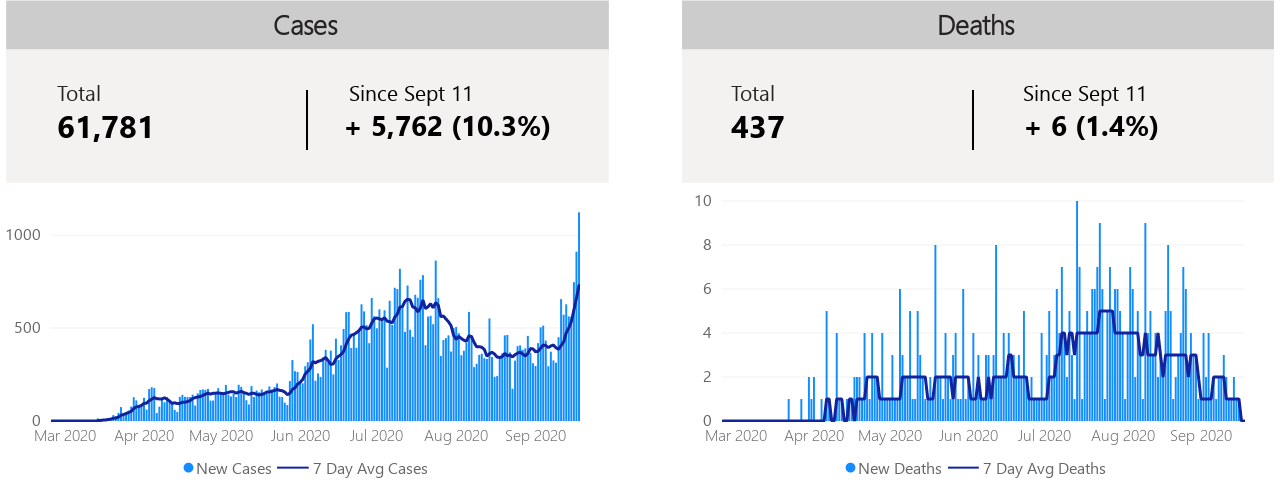 Cases
Total
Since Sept 11
61,781
+ 5,762 (10.3%)
1000
500
0
Mar 2020 Apr 2020 May 2020 Jun 2020 Jul 2020 Aug 2020 Sep 2020
New Cases 7 Day Avg Cases
Deaths
Total
Since Sept 11
437
+ 6 (1.4%)
10
8
6
4
2
0
Mar 2020 Apr 2020 May 2020 Jun 2020 Jul 2020 Aug 2020 Sep 2020
New Deaths 7 Day Avg Deaths